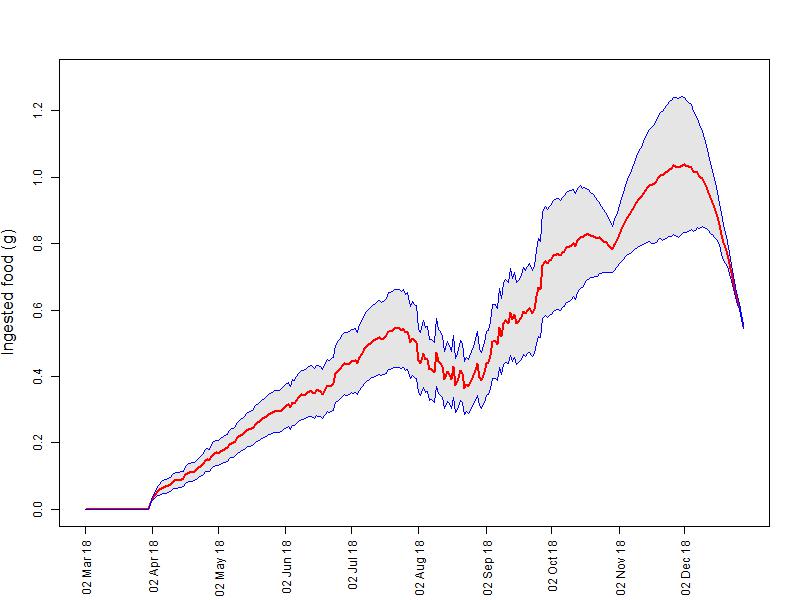 Ingested food (g)
1.2
1.0
0.8
0.6
0.4
0.2
0.0
02 Mar 18
02 Apr 18
02 May 18
02 Jun 18
02 Jul 18
02 Aug 18
02 Sep 18
02 Oct 18
02 Nov 18
02 Dec 18